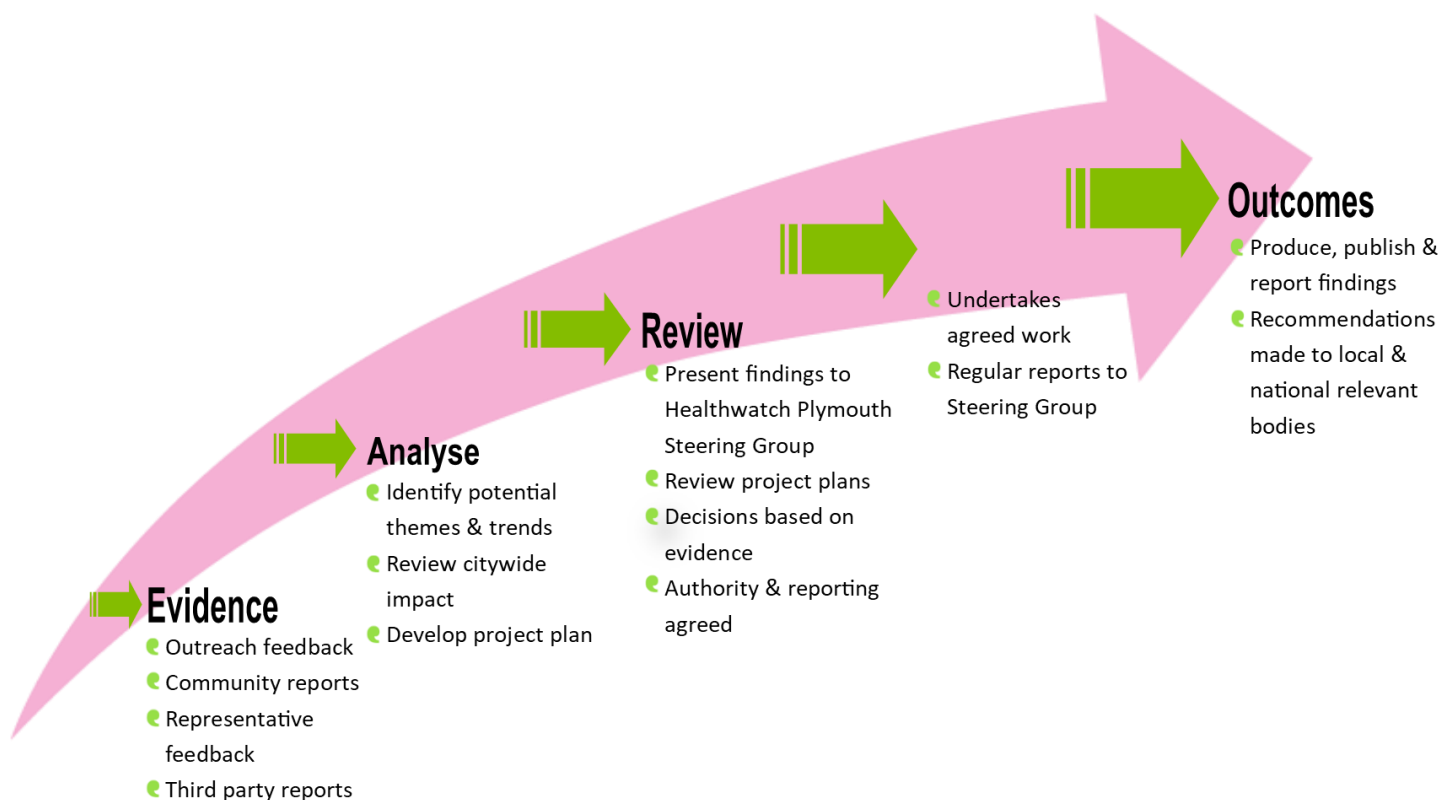 Evidence
Outreach feedback
Community reports
Representative
feedback
Third party reports
Analyse
Identify potential
themes & trends
Review citywide
impact
Develop project plan
Review
Present findings to
Healthwatch Plymouth
Steering Group
Review project plans
Decisions based on
evidence
Authority & reporting
agreed
Undertakes
agreed work
Regular reports to
Steering Group
Outcomes
Produce, publish &
report findings
Recommendations
made to local &
national relevant
bodies